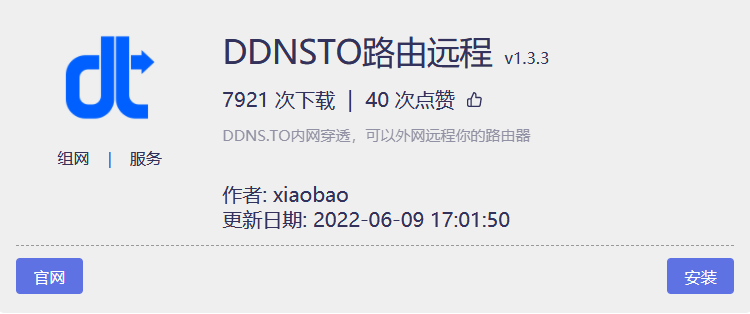 dt
DDNSTO路由远程 v1.3.3
7921 次下载 | 40 次点赞
DDNS.TO内网穿透，可以外网远程你的路由器
组网 | 服务
作者: xiaobao
更新日期: 2022-06-09 17:01:50
官网
安装